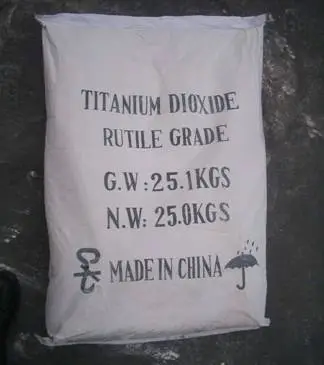 TITANIUM DIOXIDE
RUTILE GRADE
G.W:25.1KGS
N.W: 25.0KGS
MADE IN CHINA